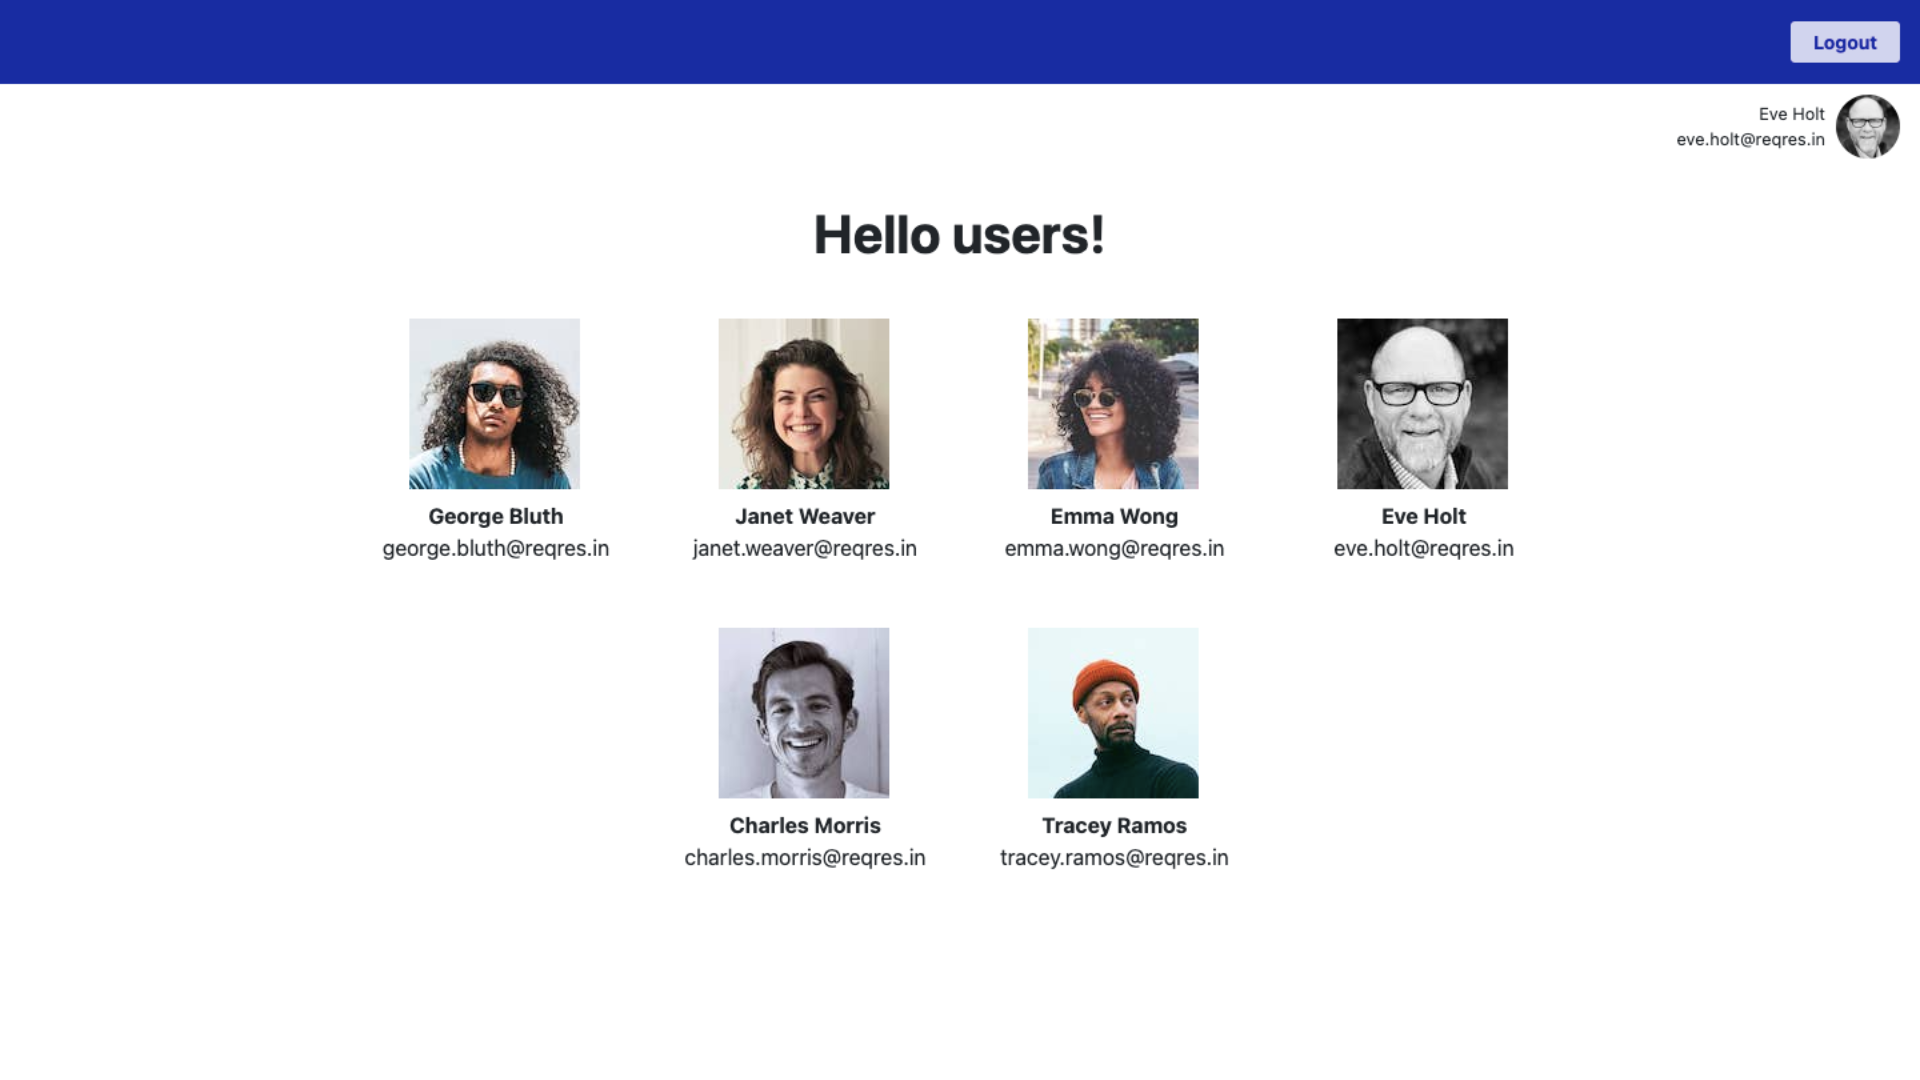 Logout
Eve Holt
eve.holt@reqres.in
Hello users!
George Bluth
george.bluth@reqres.in
Janet Weaver
janet.weaver@reqres.in
Emma Wong
emma.wong@reqres.in
Eve Holt
eve.holt@reqres.in
Charles Morris
charles.morris@reqres.in
Tracey Ramos
tracey.ramos@reqres.in